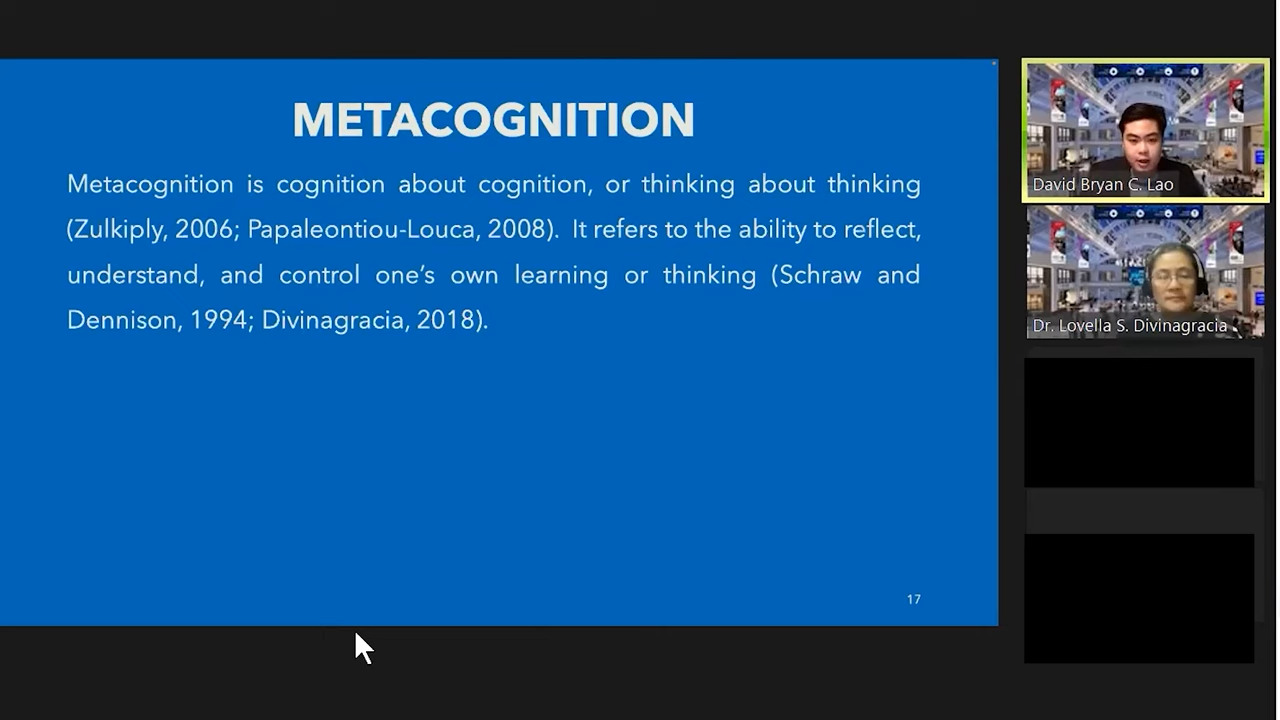 METACOGNITION
Metacognition is cognition about cognition, or thinking about thinking
(Zulkiply, 2006; Papaleontiou-Louca, 2008).  It refers to the ability to reflect,
understand, and control one’s own learning or thinking (Schraw and
Dennison, 1994; Divinagracia, 2018).
17
David Bryan C. Lao
Dr. Lovella S. Divinagracia